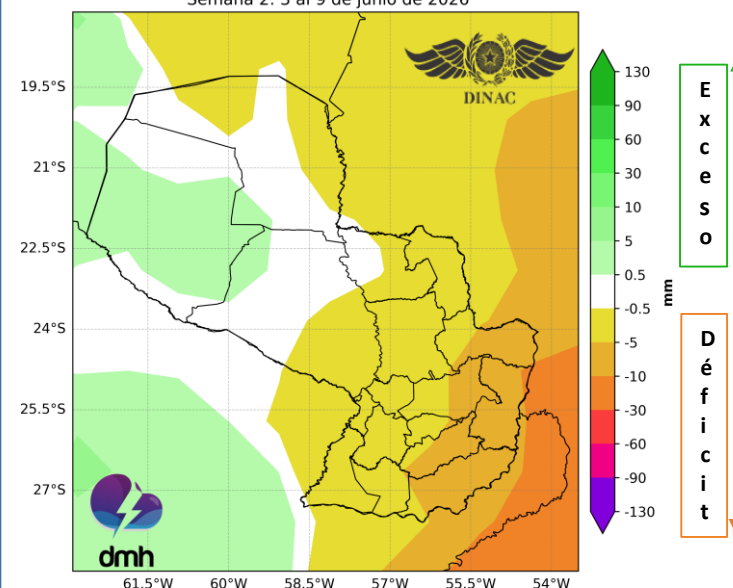 Semana 2: 3 al 9 de junio de 2026
DINAC
19.5°S
21°S
22.5°S
24°S
25.5°S
27°S
61.5°W
60°W
58.5°W
57°W
55.5°W
54°W
dmh
130
90
60
30
10
5
0.5
-0.5
-5
-10
-30
-60
-90
-130
mm
Exceso
Déficit